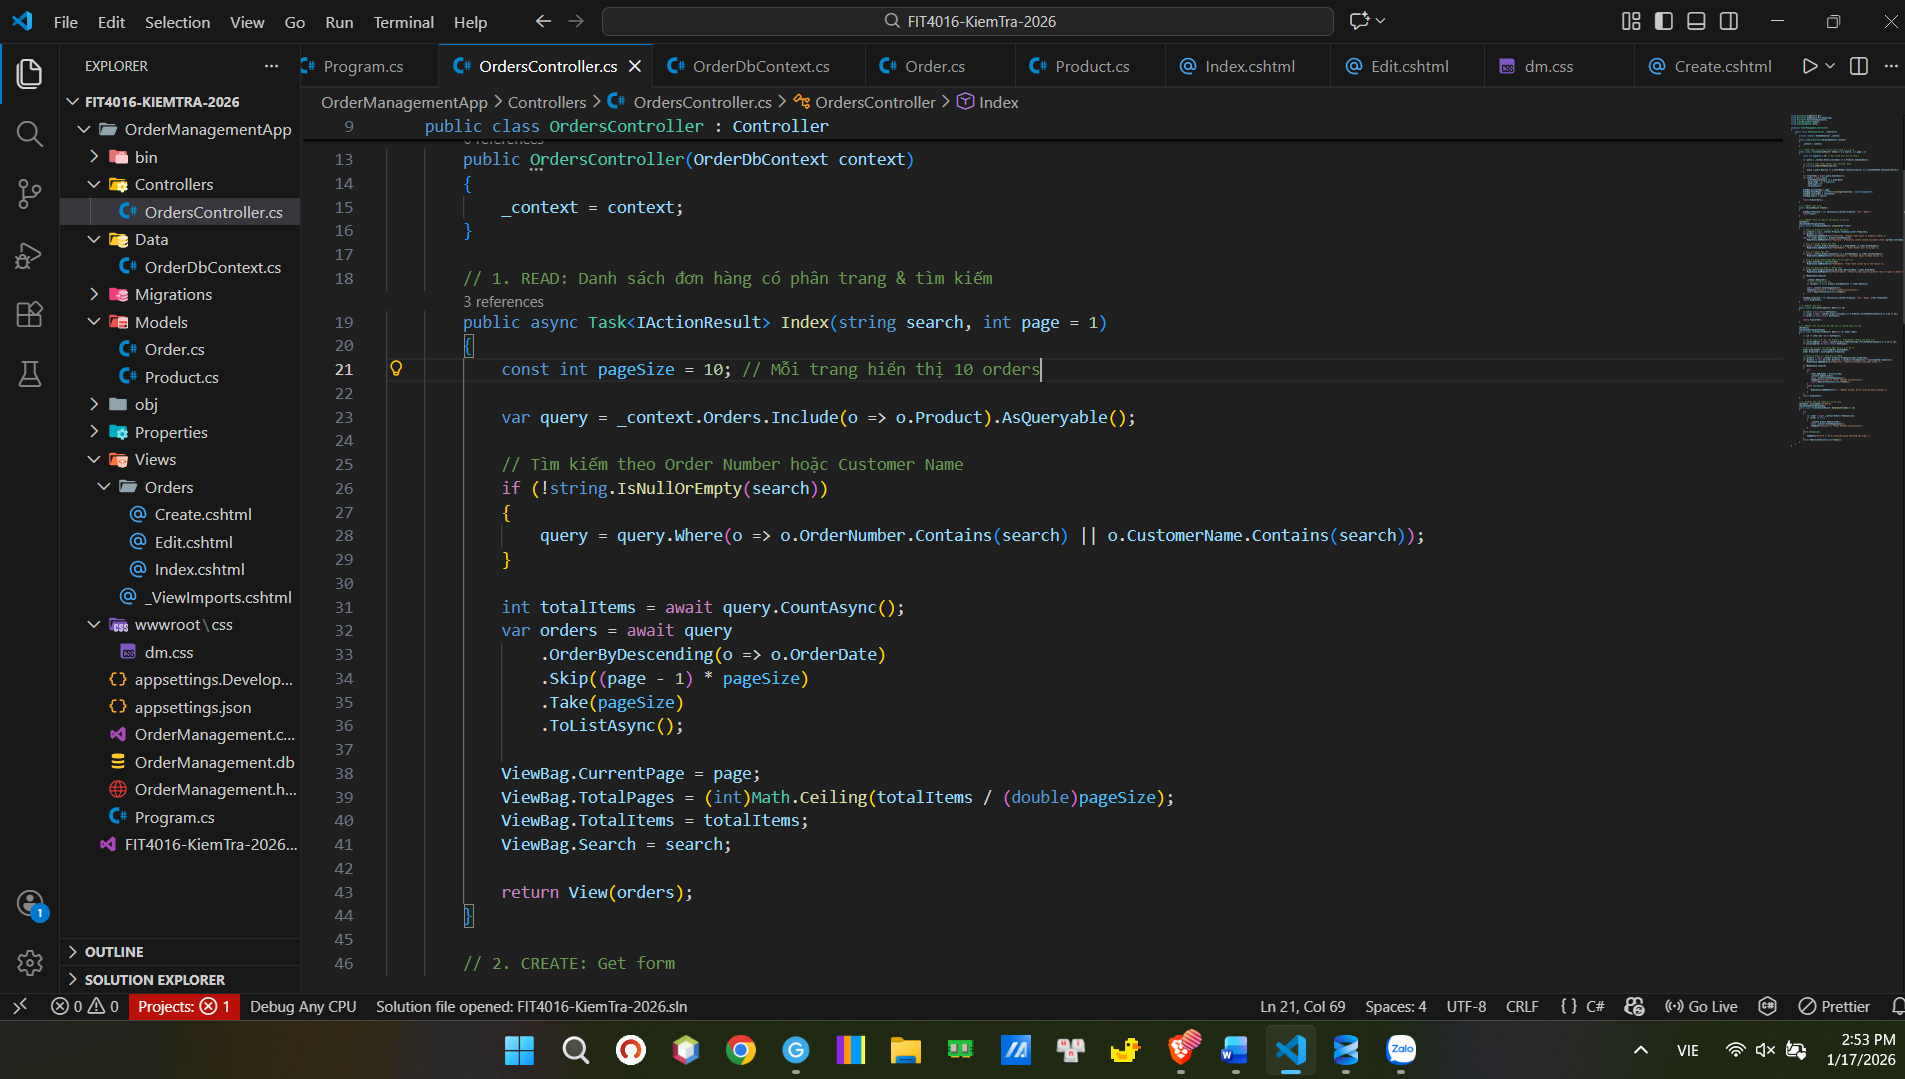 File Edit Selection View Go Run Terminal Help
FIT4016-KiemTra-2026
EXPLORER
FIT4016-KIEMTRA-2026
OrderManagementApp
bin
Controllers
OrdersController.cs
Data
OrderDbContext.cs
Migrations
Models
Order.cs
Product.cs
obj
Properties
Views
Orders
Create.cshtml
Edit.cshtml
Index.cshtml
_ViewImports.cshtml
wwwroot\css
dm.css
appsettings.Develop...
appsettings.json
OrderManagement.c...
OrderManagement.db
OrderManagement.h...
Program.cs
FIT4016-KiemTra-2026...
OUTLINE
SOLUTION EXPLORER
Program.cs OrdersController.cs OrderDbContext.cs Order.cs Product.cs Index.cshtml Edit.cshtml dm.css Create.cshtml
OrderManagementApp > Controllers > OrdersController.cs > OrdersController > Index
9 public class OrdersController : Controller
0 references
13 public OrdersController(OrderDbContext context)
14 {
15 _context = context;
16 }
17
18 // 1. READ: Danh sách đơn hàng có phân trang & tìm kiếm
3 references
19 public async Task<IActionResult> Index(string search, int page = 1)
20 {
21 const int pageSize = 10; // Mỗi trang hiển thị 10 orders
22
23 var query = _context.Orders.Include(o => o.Product).AsQueryable();
24
25 // Tìm kiếm theo Order Number hoặc Customer Name
26 if (!string.IsNullOrEmpty(search))
27 {
28 query = query.Where(o => o.OrderNumber.Contains(search) || o.CustomerName.Contains(search));
29 }
30
31 int totalItems = await query.CountAsync();
32 var orders = await query
33 .OrderByDescending(o => o.OrderDate)
34 .Skip((page - 1) * pageSize)
35 .Take(pageSize)
36 .ToListAsync();
37
38 ViewBag.CurrentPage = page;
39 ViewBag.TotalPages = (int)Math.Ceiling(totalItems / (double)pageSize);
40 ViewBag.TotalItems = totalItems;
41 ViewBag.Search = search;
42
43 return View(orders);
44 }
45
46 // 2. CREATE: Get form
1
0 0 Projects: 1 Debug Any CPU Solution file opened: FIT4016-KiemTra-2026.sln
Ln 21, Col 69 Spaces: 4 UTF-8 CRLF { } C# Go Live Prettier
Zalo
VIE
2:53 PM
1/17/2026